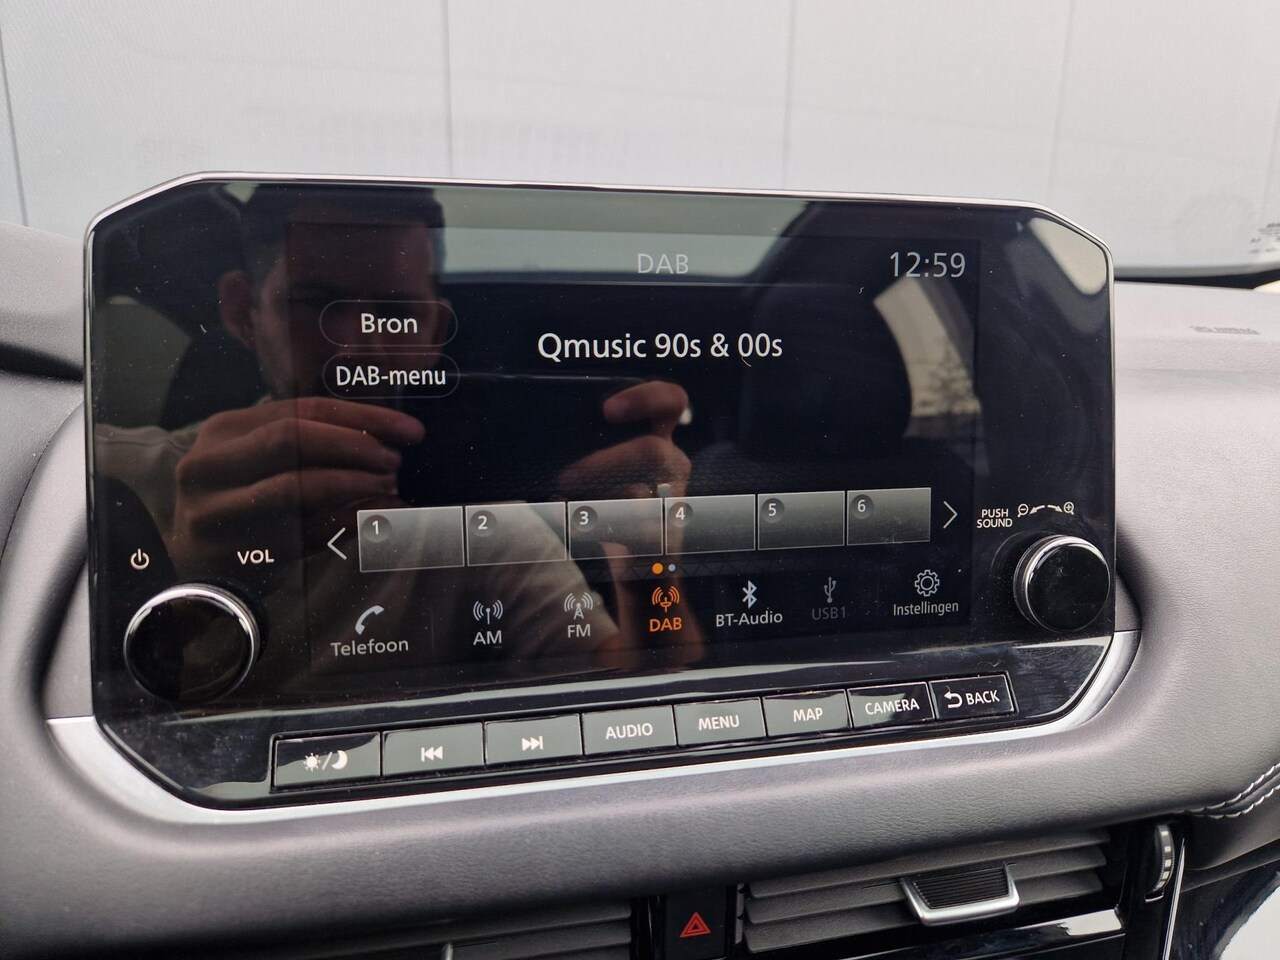 DAB
12:59
Bron
Qmusic 90s & 00s
DAB-menu
1 2 3 4 5 6
PUSH
SOUND
VOL
Telefoon
AM
FM
DAB
BT-Audio
USB1
Instellingen
AUDIO
MENU
MAP
CAMERA
BACK